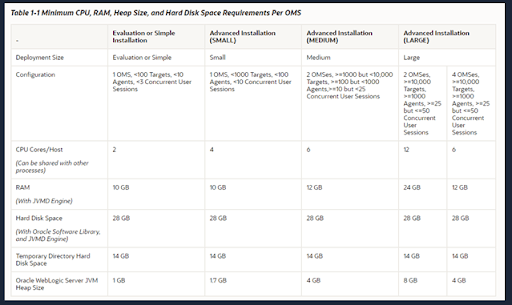 Table 1-1 Minimum CPU, RAM, Heap Size, and Hard Disk Space Requirements Per OMS
- Evaluation or Simple Installation Advanced Installation (SMALL) Advanced Installation (MEDIUM) Advanced Installation (LARGE)
Deployment Size Evaluation or Simple Small Medium Large
Configuration
1 OMS, <100 Targets, <10
Agents, <3 Concurrent User
Sessions
1 OMS, <1000 Targets, <100
Agents, <10 Concurrent User
Sessions
2 OMSes, >=1000 but <10,000
Targets, >=100 but <1000
Agents,>=10 but <25
Concurrent User Sessions
2 OMSes,
>=10,000
Targets,
>=1000
Agents, >=25
but <=50
Concurrent
User
Sessions
4 OMSes,
>=10,000
Targets,
>=1000
Agents, >=25
but <=50
Concurrent
User
Sessions
CPU Cores/Host 2 4 6 12 6
(Can be shared with other
processes)
RAM 10 GB 10 GB 12 GB 24 GB 12 GB
(With JVMD Engine)
Hard Disk Space 28 GB 28 GB 28 GB 28 GB 28 GB
(With Oracle Software Library,
and JVMD Engine)
Temporary Directory Hard
Disk Space
14 GB 14 GB 14 GB 14 GB 14 GB
Oracle WebLogic Server JVM
Heap Size
1 GB 1.7 GB 4 GB 8 GB 4 GB